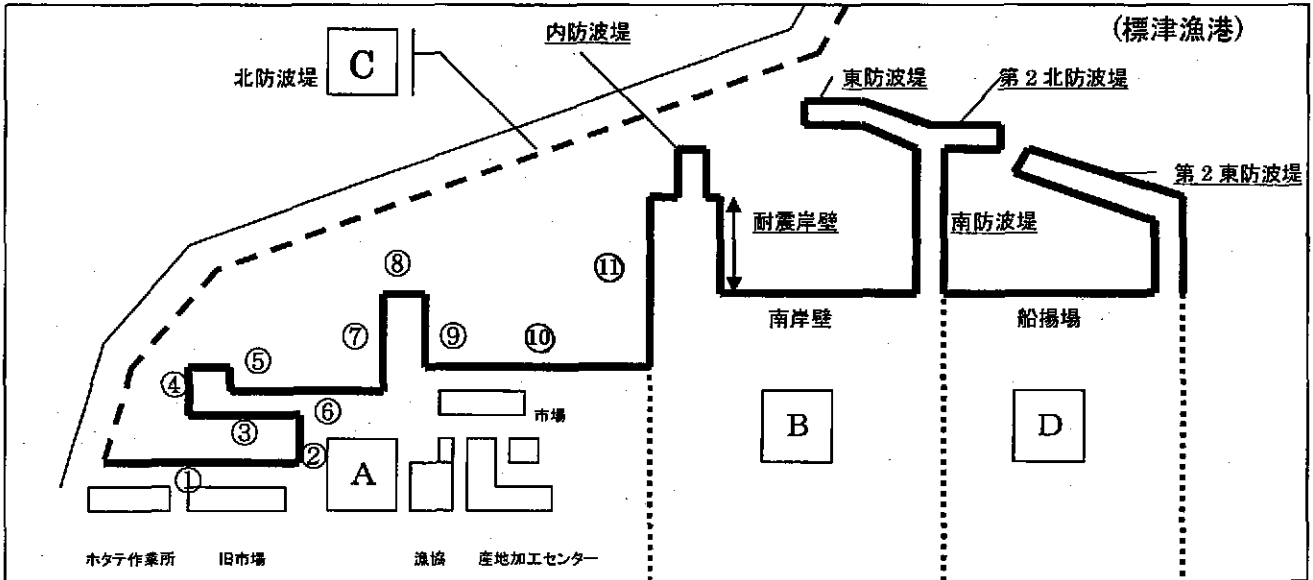 (標津漁港)
内防波堤
北防波堤
C
東防波堤
第2北防波堤
第2東防波堤
耐震岸壁
南防波堤
⑧
⑪
南岸壁
船揚場
⑦
⑨
⑩
⑤
④
⑥
③
②
①
市場
A
B
D
ホタテ作業所
旧市場
漁協
産地加工センター